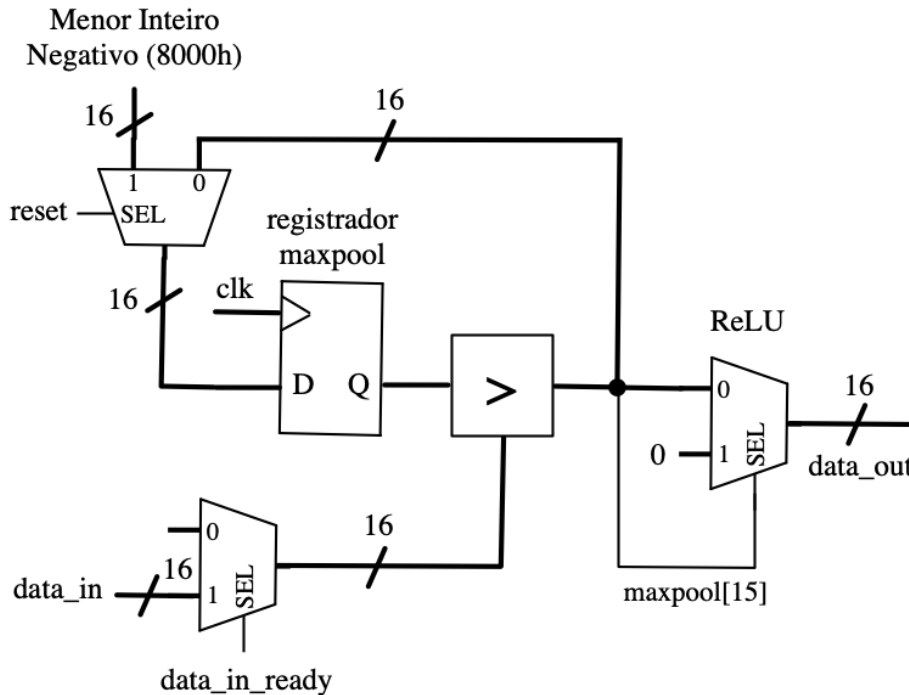 Menor Inteiro
Negativo (8000h)
16
16
1
0
reset
SEL
registrador
maxpool
16
clk
ReLU
D
Q
>
0
16
0
1
SEL
data_out
16
0
16
data_in
1
SEL
maxpool[15]
data_in_ready